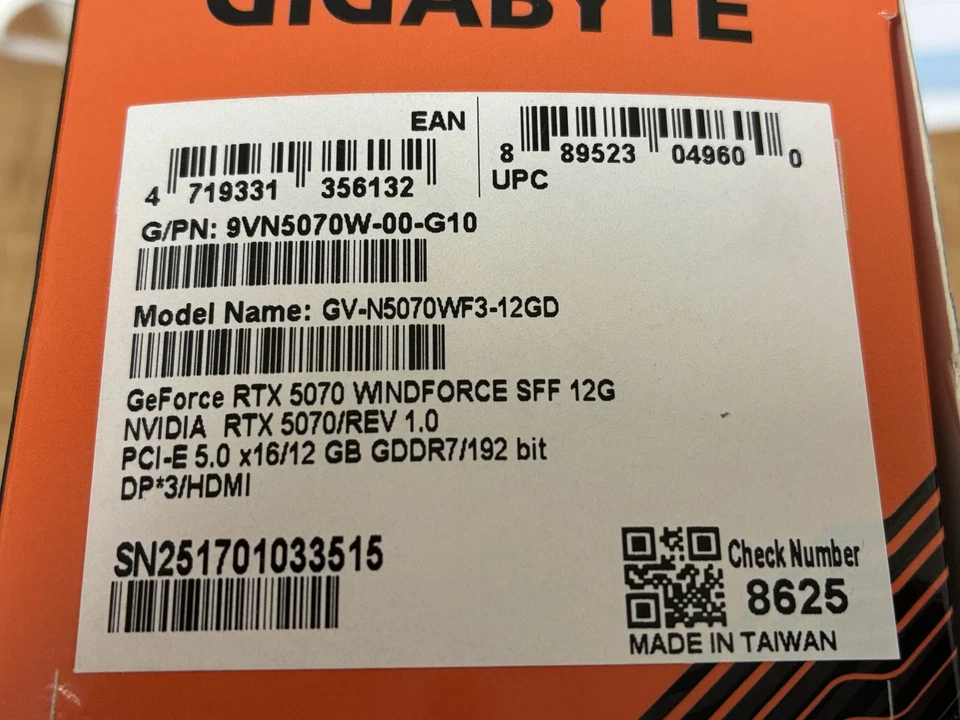 GIGABYTE
EAN
4 719331 356132
8 89523 04960 0
UPC
G/PN: 9VN5070W-00-G10
Model Name: GV-N5070WF3-12GD
GeForce RTX 5070 WINDFORCE SFF 12G
NVIDIA RTX 5070/REV 1.0
PCI-E 5.0 x16/12 GB GDDR7/192 bit
DP*3/HDMI
SN251701033515
Check Number
8625
MADE IN TAIWAN